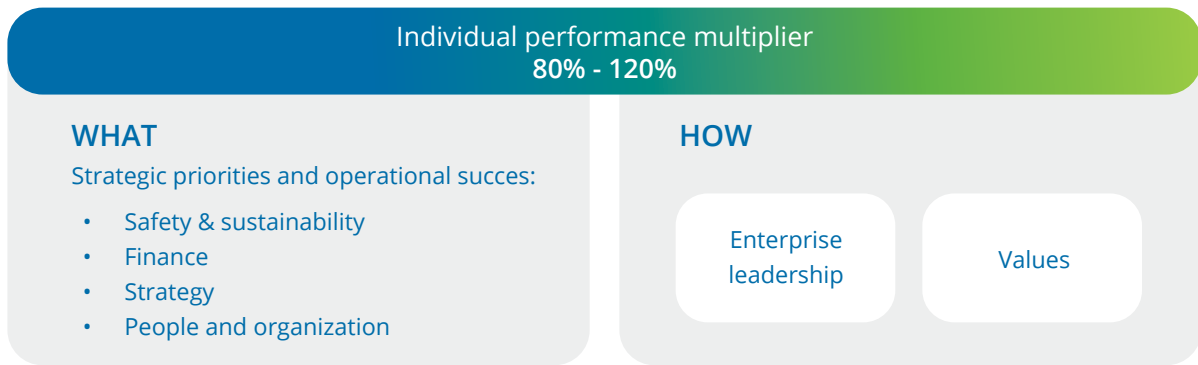 Individual performance multiplier
80% - 120%
WHAT
Strategic priorities and operational succes:
• Safety & sustainability
• Finance
• Strategy
• People and organization
HOW
Enterprise
leadership
Values